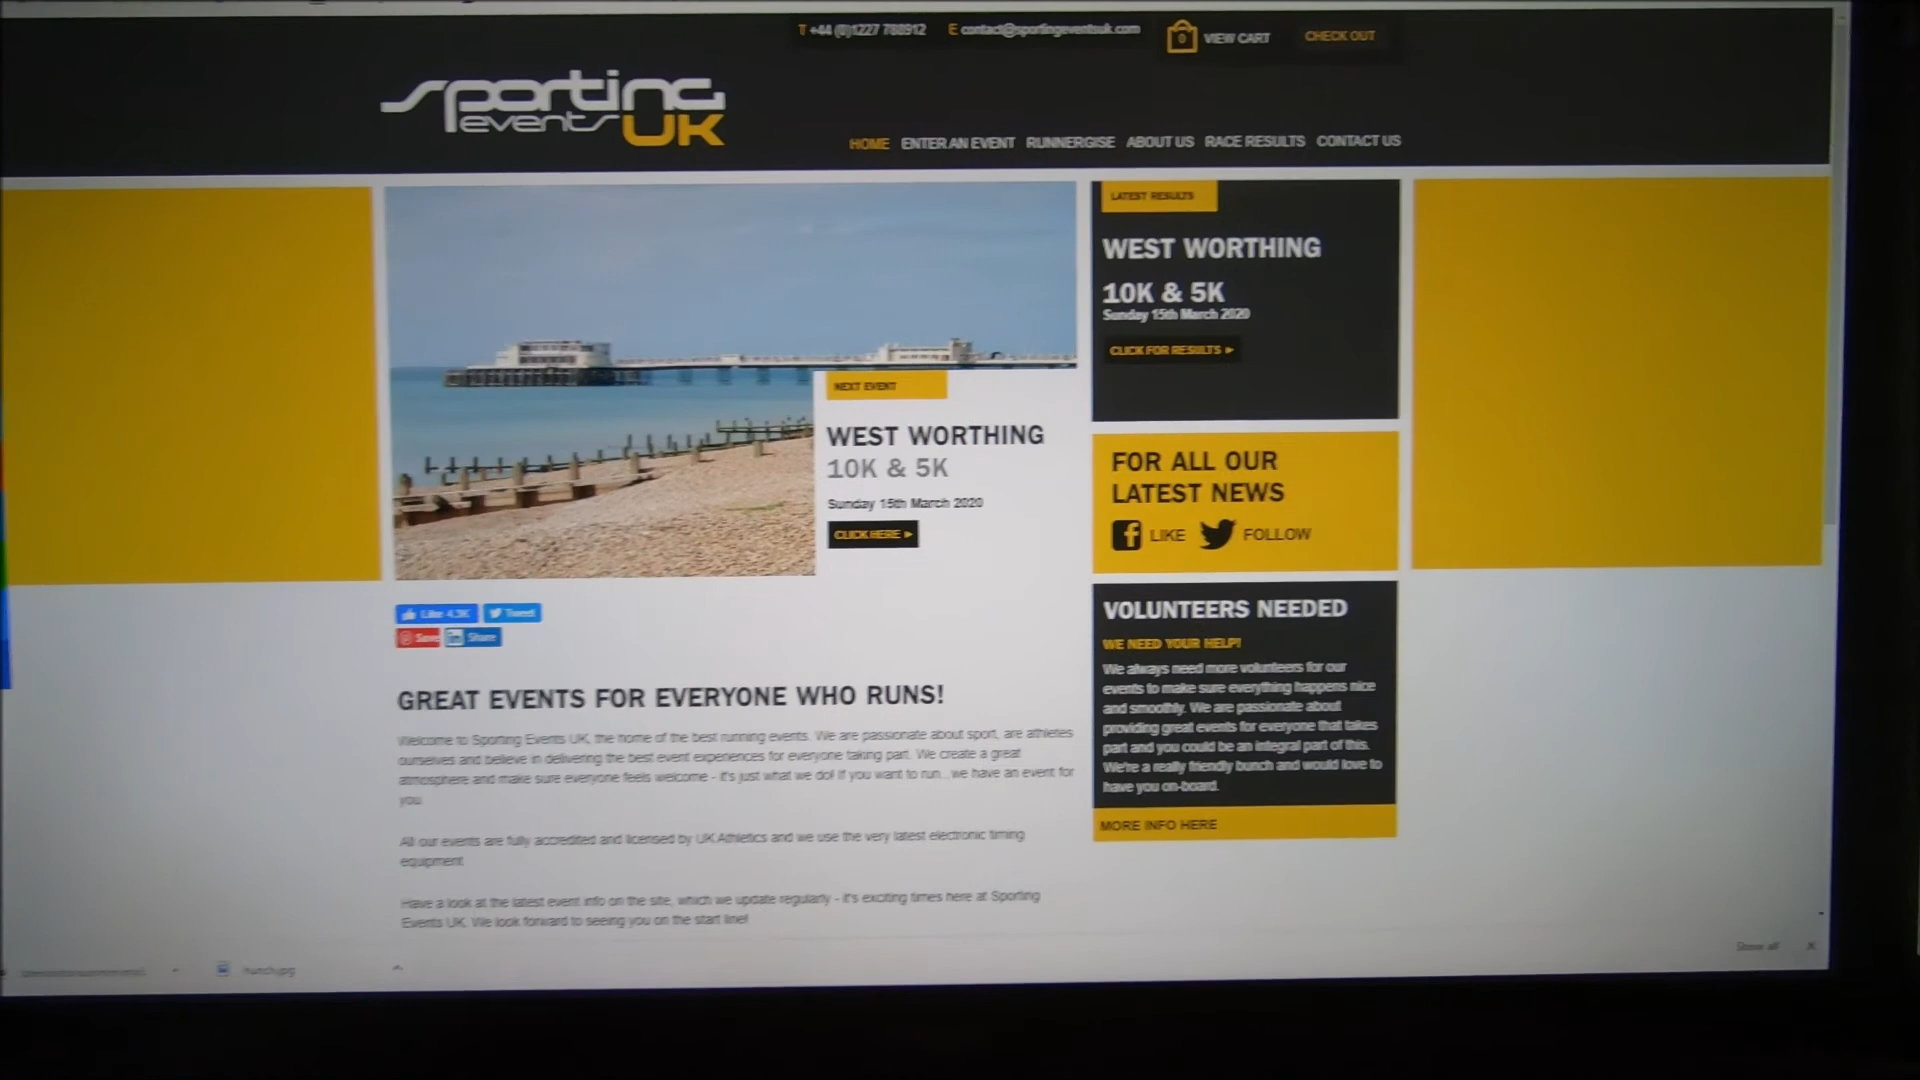 T +44 (0)1227 788912 E contact@sportingeventsuk.com 0 VIEW CART CHECK OUT
sporting
events UK
HOME ENTER AN EVENT RUNNERGISE ABOUT US RACE RESULTS CONTACT US
LATEST RESULTS
WEST WORTHING
10K & 5K
Sunday 15th March 2020
CLICK FOR RESULTS
NEXT EVENT
WEST WORTHING
10K & 5K
Sunday 15th March 2020
CLICK HERE
FOR ALL OUR
LATEST NEWS
LIKE FOLLOW
Like 4.3K Tweet
Save Share
VOLUNTEERS NEEDED
WE NEED YOUR HELP!
We always need more volunteers for our
events to make sure everything happens nice
and smoothly. We are passionate about
providing great events for everyone that takes
part and you could be an integral part of this.
We're a really friendly bunch and would love to
have you on-board.
MORE INFO HERE
GREAT EVENTS FOR EVERYONE WHO RUNS!
Welcome to Sporting Events UK, the home of the best running events. We are passionate about sport, are athletes
ourselves and believe in delivering the best event experiences for everyone taking part. We create a great
atmosphere and make sure everyone feels welcome - it's just what we do! If you want to run...we have an event for
you.
All our events are fully accredited and licensed by UK Athletics and we use the very latest electronic timing
equipment.
Have a look at the latest event info on the site, which we update regularly - it's exciting times here at Sporting
Events UK. We look forward to seeing you on the start line!
Show all